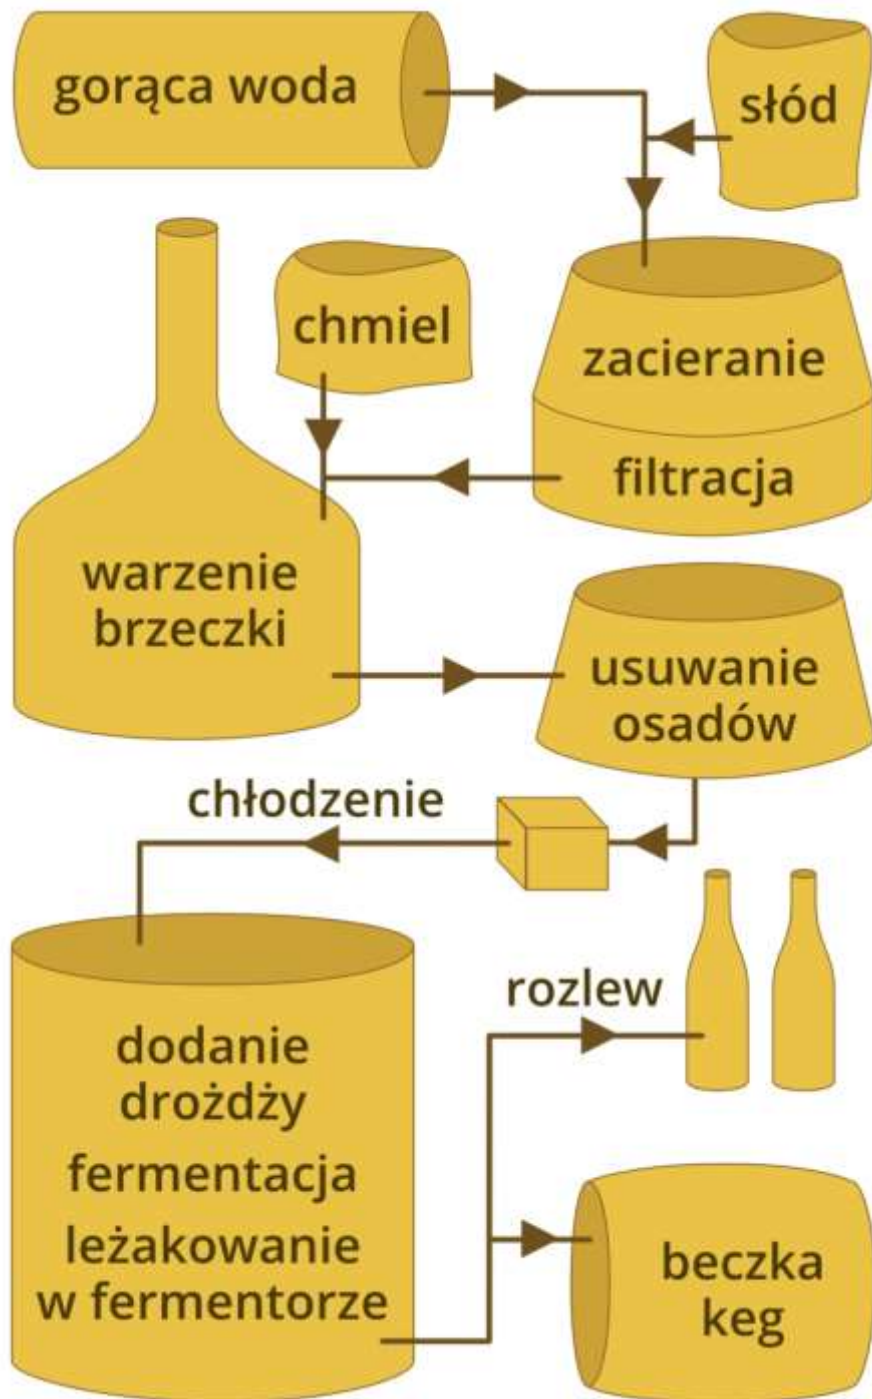 gorąca woda
słód
chmiel
zacieranie
filtracja
warzenie
brzeczki
usuwanie
osadów
chłodzenie
dodanie
drożdży
fermentacja
leżakowanie
w fermentorze
rozlew
beczka
keg